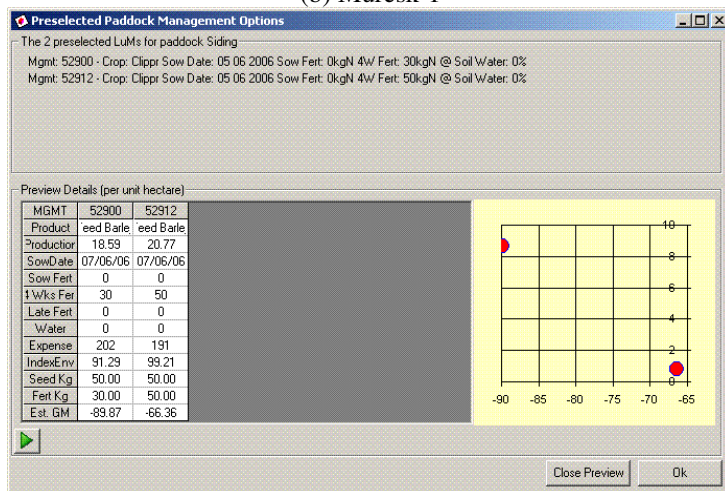 (b) Muresk-1
Preselected Paddock Management Options
The 2 preselected LuMs for paddock Siding
Mgmt: 52900 - Crop: Clippr Sow Date: 05 06 2006 Sow Fert: 0kgN 4W Fert: 30kgN @ Soil Water: 0%
Mgmt: 52912 - Crop: Clippr Sow Date: 05 06 2006 Sow Fert: 0kgN 4W Fert: 50kgN @ Soil Water: 0%
Preview Details (per unit hectare)
MGMT 52900 52912
Product eed Barle eed Barle
Production 18.59 20.77
SowDate 07/06/06 07/06/06
Sow Fert 0 0
4 Wks Fer 30 50
Late Fert 0 0
Water 0 0
Expense 202 191
IndexEnv 91.29 99.21
Seed Kg 50.00 50.00
Fert Kg 30.00 50.00
Est. GM -89.87 -66.36
10
8
6
4
2
0
-90 -85 -80 -75 -70 -65
Close Preview Ok